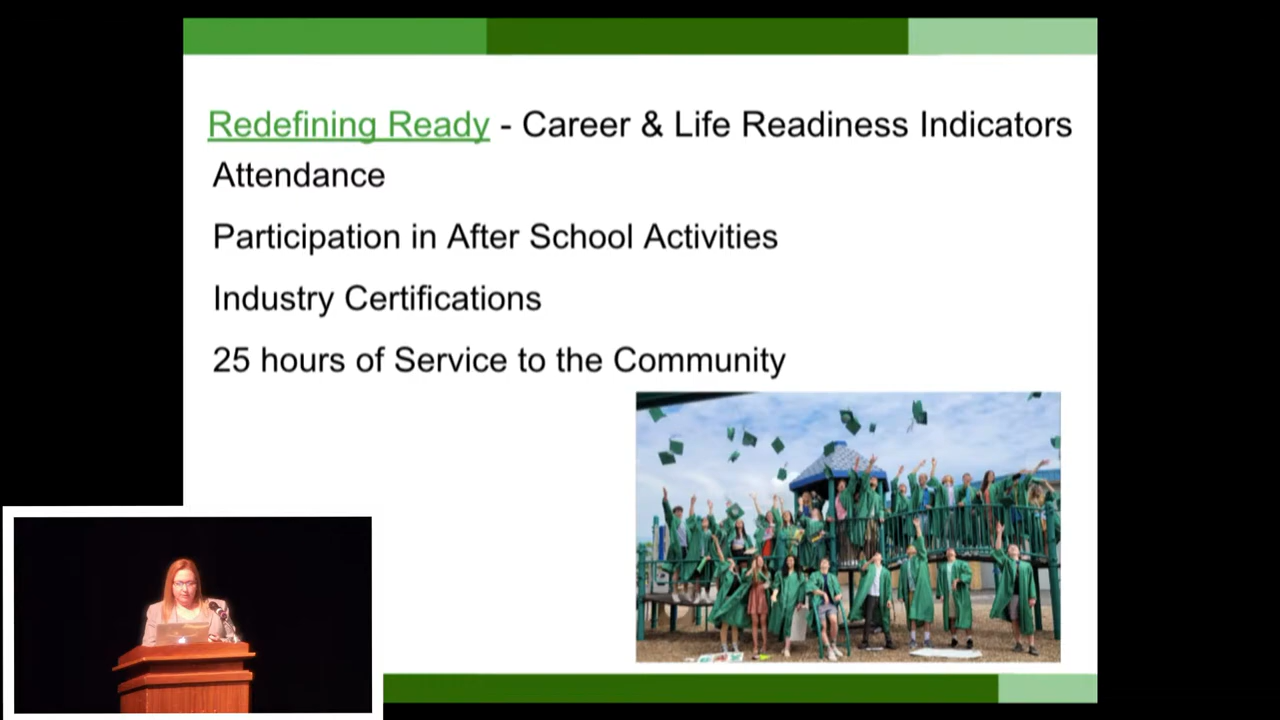 Redefining Ready - Career & Life Readiness Indicators
Attendance
Participation in After School Activities
Industry Certifications
25 hours of Service to the Community